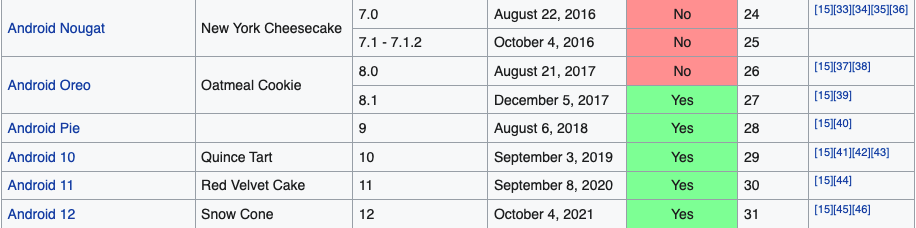 Android Nougat New York Cheesecake 7.0 August 22, 2016 No 24 [15][33][34][35][36]
7.1 - 7.1.2 October 4, 2016 No 25
Android Oreo Oatmeal Cookie 8.0 August 21, 2017 No 26 [15][37][38]
8.1 December 5, 2017 Yes 27 [15][39]
Android Pie 9 August 6, 2018 Yes 28 [15][40]
Android 10 Quince Tart 10 September 3, 2019 Yes 29 [15][41][42][43]
Android 11 Red Velvet Cake 11 September 8, 2020 Yes 30 [15][44]
Android 12 Snow Cone 12 October 4, 2021 Yes 31 [15][45][46]